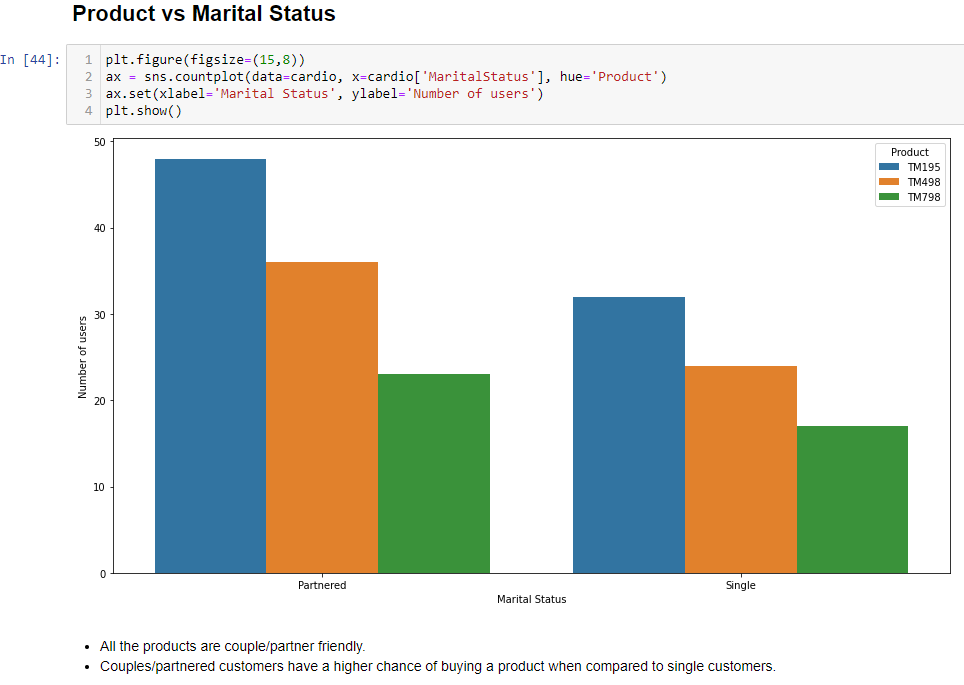 Product vs Marital Status
In [44]:
1 plt.figure(figsize=(15,8))
2 ax = sns.countplot(data=cardio, x=cardio['MaritalStatus'], hue='Product')
3 ax.set(xlabel='Marital Status', ylabel='Number of users')
4 plt.show()
Product
TM195
TM498
TM798
50
40
30
20
10
0
Number of users
Partnered
Single
Marital Status
• All the products are couple/partner friendly.
• Couples/partnered customers have a higher chance of buying a product when compared to single customers.